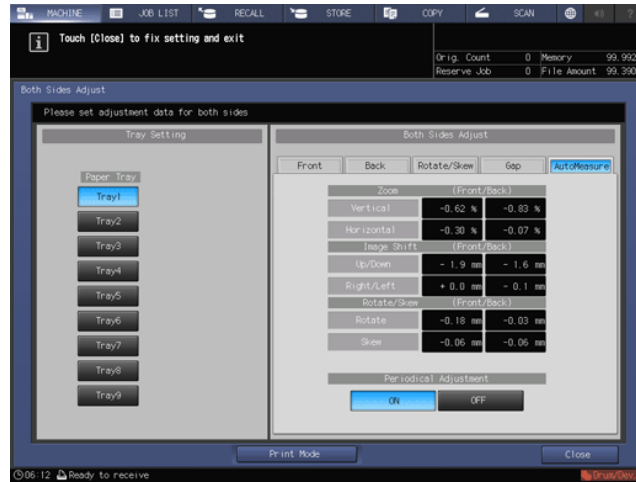 MACHINE JOB LIST RECALL STORE COPY SCAN
Touch [Close] to fix setting and exit
Orig. Count 0 Memory 99.992
Reserve Job 0 File Amount 99.390
Both Sides Adjust
Please set adjustment data for both sides
Tray Setting
Both Sides Adjust
Front Back Rotate/Skew Gap AutoMeasure
Paper Tray
Tray1
Tray2
Tray3
Tray4
Tray5
Tray6
Tray7
Tray8
Tray9
Zoom (Front/Back)
Vertical -0.62 % -0.83 %
Horizontal -0.30 % -0.07 %
Image Shift (Front/Back)
Up/Down - 1.9 mm - 1.6 mm
Right/Left + 0.0 mm - 0.1 mm
Rotate/Skew (Front/Back)
Rotate -0.18 mm -0.03 mm
Skew -0.06 mm -0.06 mm
Periodical Adjustment
ON OFF
Print Mode Close
06:12 Ready to receive Drum/Dev